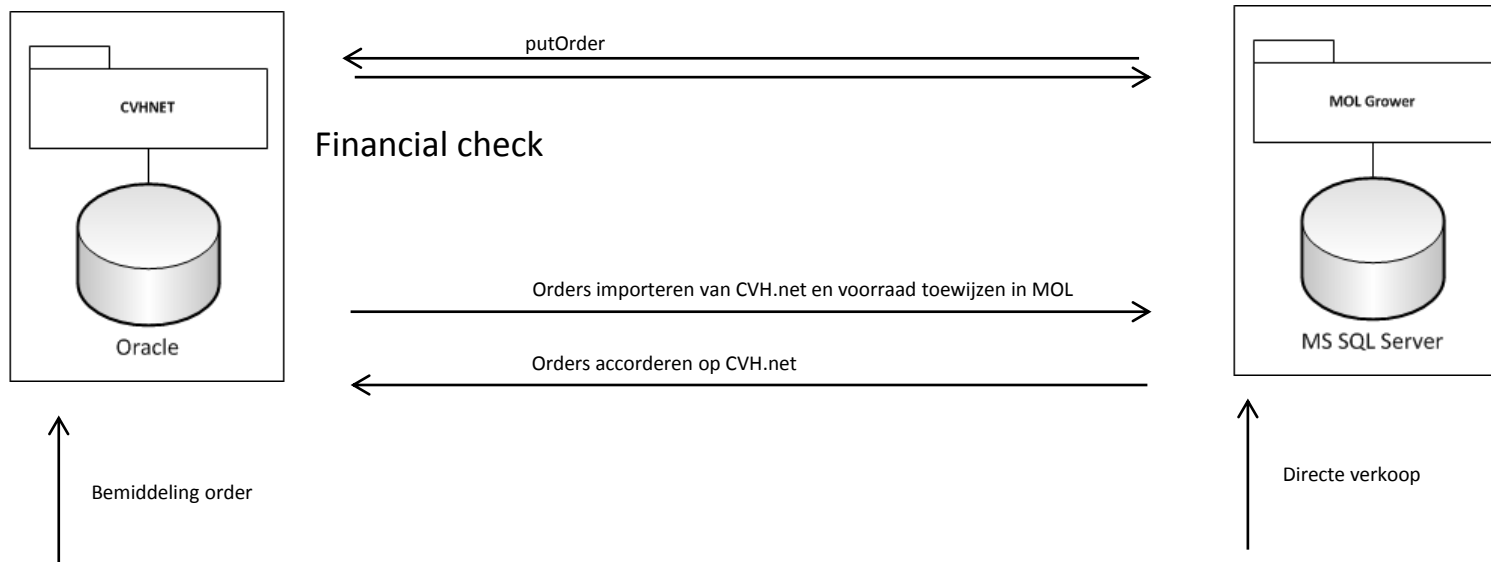 putOrder
CVHNET
MOL Grower
Financial check
Orders importeren van CVH.net en voorraad toewijzen in MOL
Oracle
MS SQL Server
Orders accorderen op CVH.net
Bemiddeling order
Directe verkoop